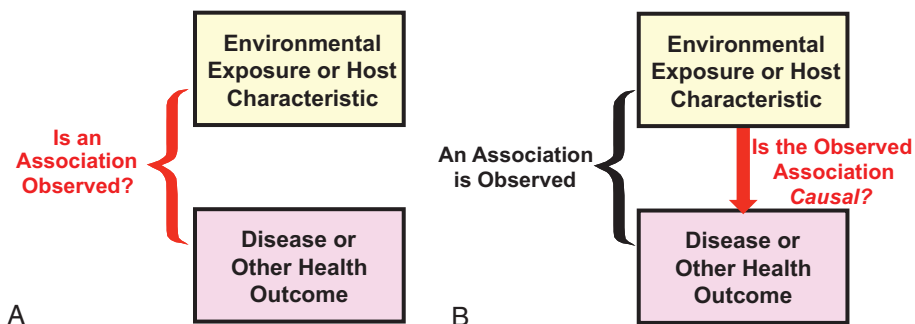 Environmental
Exposure or Host
Characteristic
Is an
Association
Observed?
Disease or
Other Health
Outcome
A
Environmental
Exposure or Host
Characteristic
An Association
is Observed
Is the Observed
Association
Causal?
Disease or
Other Health
Outcome
B